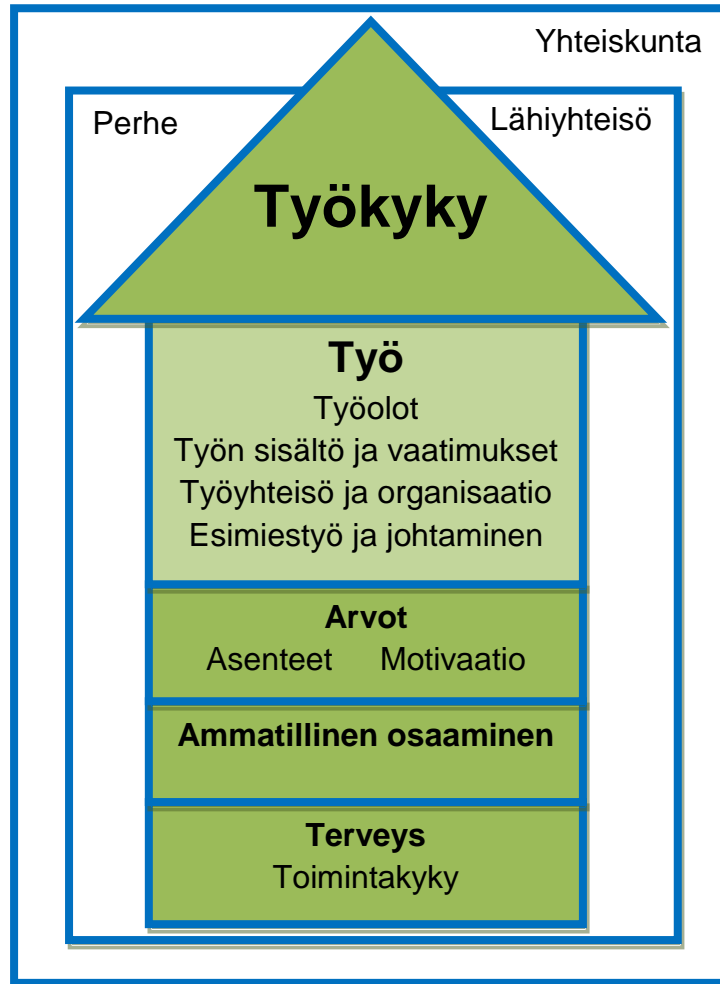 Yhteiskunta
Perhe
Lähiyhteisö
Työkyky
Työ
Työolot
Työn sisältö ja vaatimukset
Työyhteisö ja organisaatio
Esimiestyö ja johtaminen
Arvot
Asenteet Motivaatio
Ammatillinen osaaminen
Terveys
Toimintakyky